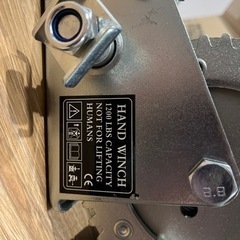 HAND WINCH
1200 LBS CAPACITY
NOT FOR LIFTING
HUMANS
CE
8.8